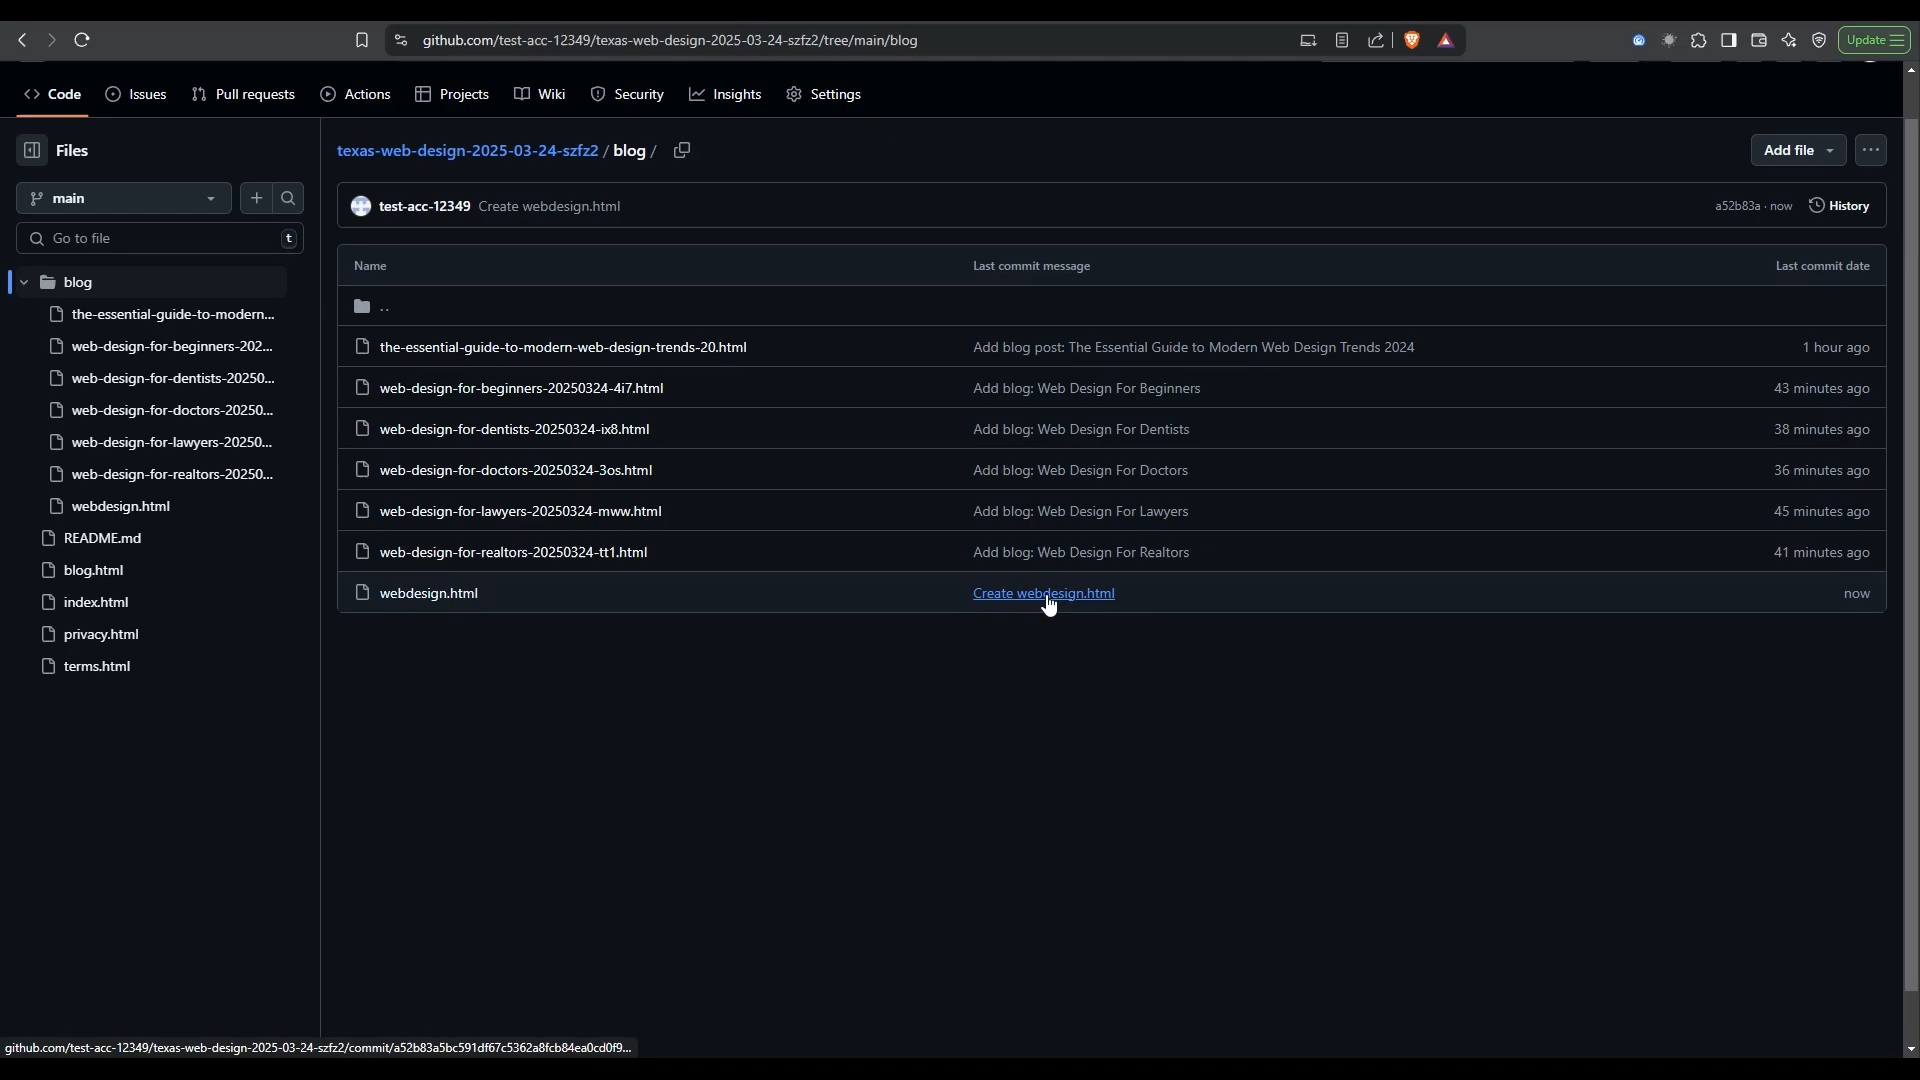 github.com/test-acc-12349/texas-web-design-2025-03-24-szfz2/tree/main/blog
Update
Code Issues Pull requests Actions Projects Wiki Security Insights Settings
Files
texas-web-design-2025-03-24-szfz2 / blog /
Add file
main
test-acc-12349 Create webdesign.html
a52b83a · now History
Go to file t
Name Last commit message Last commit date
blog
..
the-essential-guide-to-modern...
the-essential-guide-to-modern-web-design-trends-20.html Add blog post: The Essential Guide to Modern Web Design Trends 2024 1 hour ago
web-design-for-beginners-202...
web-design-for-beginners-20250324-4i7.html Add blog: Web Design For Beginners 43 minutes ago
web-design-for-dentists-20250...
web-design-for-dentists-20250324-ix8.html Add blog: Web Design For Dentists 38 minutes ago
web-design-for-doctors-20250...
web-design-for-doctors-20250324-3os.html Add blog: Web Design For Doctors 36 minutes ago
web-design-for-lawyers-20250...
web-design-for-lawyers-20250324-mww.html Add blog: Web Design For Lawyers 45 minutes ago
web-design-for-realtors-20250...
web-design-for-realtors-20250324-tt1.html Add blog: Web Design For Realtors 41 minutes ago
webdesign.html
webdesign.html Create webdesign.html now
README.md
blog.html
index.html
privacy.html
terms.html
github.com/test-acc-12349/texas-web-design-2025-03-24-szfz2/commit/a52b83a5bc591df67c5362a8fcb84ea0cd0f9...